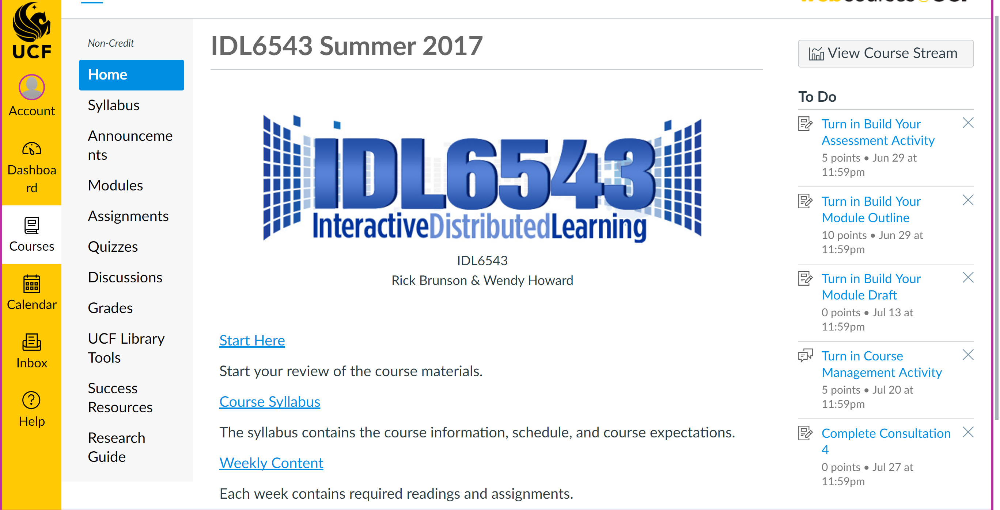 UCF
Account
Dashboa
rd
Courses
Calendar
Inbox
Help
Non-Credit
Home
Syllabus
Announceme
nts
Modules
Assignments
Quizzes
Discussions
Grades
UCF Library
Tools
Success
Resources
Research
Guide
IDL6543 Summer 2017
IDL6543
InteractiveDistributedLearning
IDL6543
Rick Brunson & Wendy Howard
Start Here
Start your review of the course materials.
Course Syllabus
The syllabus contains the course information, schedule, and course expectations.
Weekly Content
Each week contains required readings and assignments.
View Course Stream
To Do
Turn in Build Your
Assessment Activity
5 points • Jun 29 at
11:59pm
Turn in Build Your
Module Outline
10 points • Jun 29 at
11:59pm
Turn in Build Your
Module Draft
0 points • Jul 13 at
11:59pm
Turn in Course
Management Activity
5 points • Jul 20 at
11:59pm
Complete Consultation
4
0 points • Jul 27 at
11:59pm